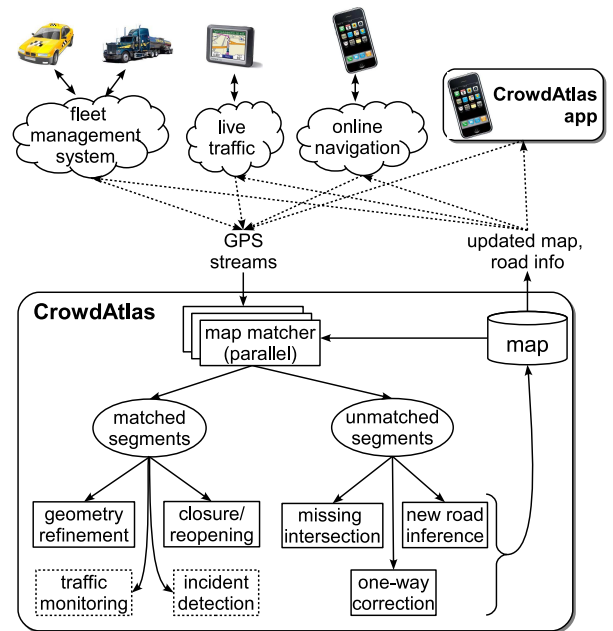 fleet
management
system
live
traffic
online
navigation
CrowdAtlas
app
GPS
streams
updated map,
road info
CrowdAtlas
map matcher
(parallel)
map
matched
segments
unmatched
segments
geometry
refinement
closure/
reopening
missing
intersection
new road
inference
traffic
monitoring
incident
detection
one-way
correction